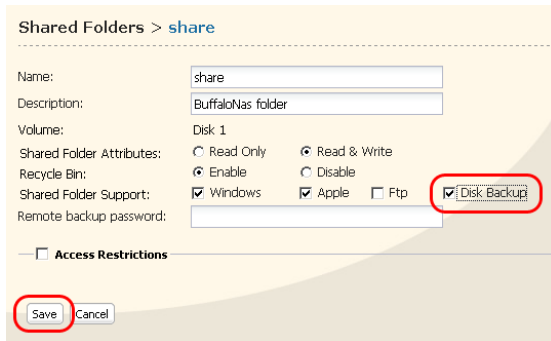 Shared Folders > share
Name: share
Description: BuffaloNas folder
Volume: Disk 1
Shared Folder Attributes: Read Only Read & Write
Recycle Bin: Enable Disable
Shared Folder Support: Windows Apple Ftp Disk Backup
Remote backup password:
Access Restrictions
Save Cancel